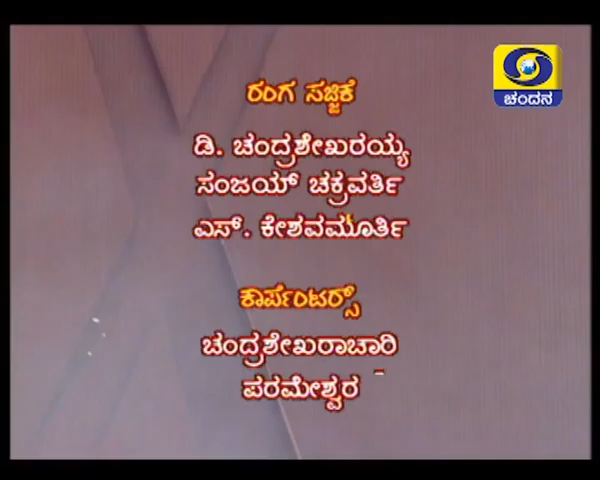 ಚಂದನ
ರಂಗ ಸಜ್ಜಿಕೆ
ಡಿ. ಚಂದ್ರಶೇಖರಯ್ಯ
ಸಂಜಯ್ ಚಕ್ರವರ್ತಿ
ಎಸ್. ಕೇಶವಮೂರ್ತಿ
ಕಾರ್ಪೆಂಟರ್ಸ್
ಚಂದ್ರಶೇಖರಾಚಾರಿ
ಪರಮೇಶ್ವರ